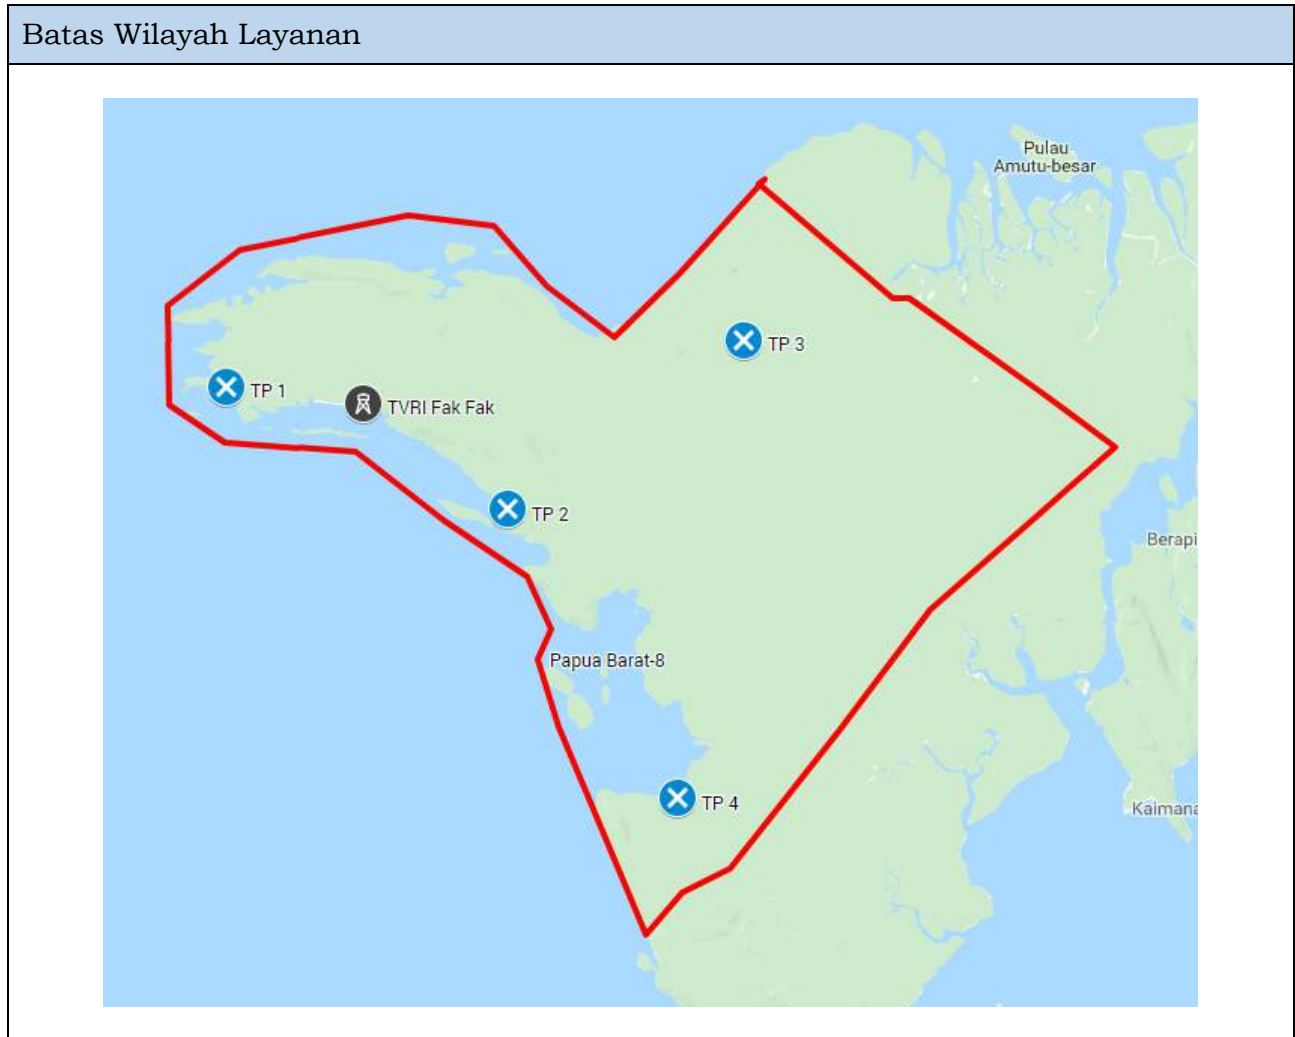 Batas Wilayah Layanan
Pulau
Amutu-besar
TP 3
TP 1
TVRI Fak Fak
TP 2
Berapi
Papua Barat-8
TP 4
Kaimana